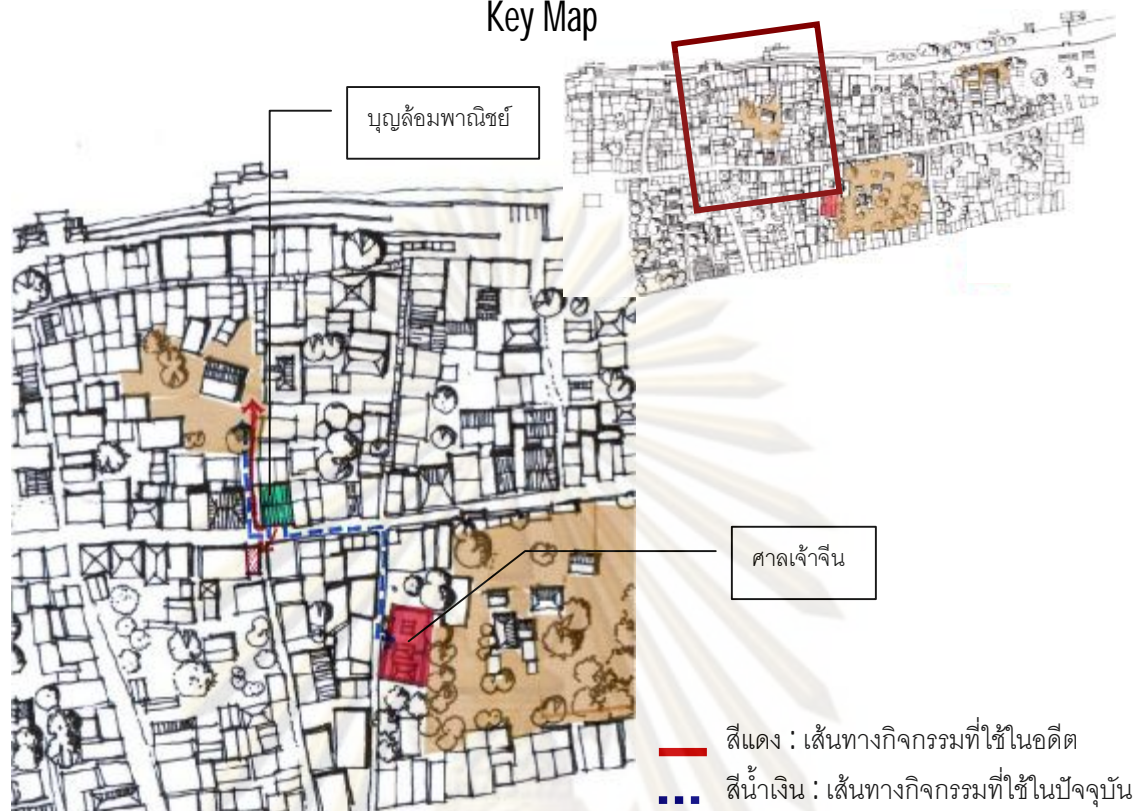 Key Map
บุญล้อมพาณิชย์
ศาลเจ้าจีน
สีแดง : เส้นทางกิจกรรมที่ใช้ในอดีต
สีน้ำเงิน : เส้นทางกิจกรรมที่ใช้ในปัจจุบัน